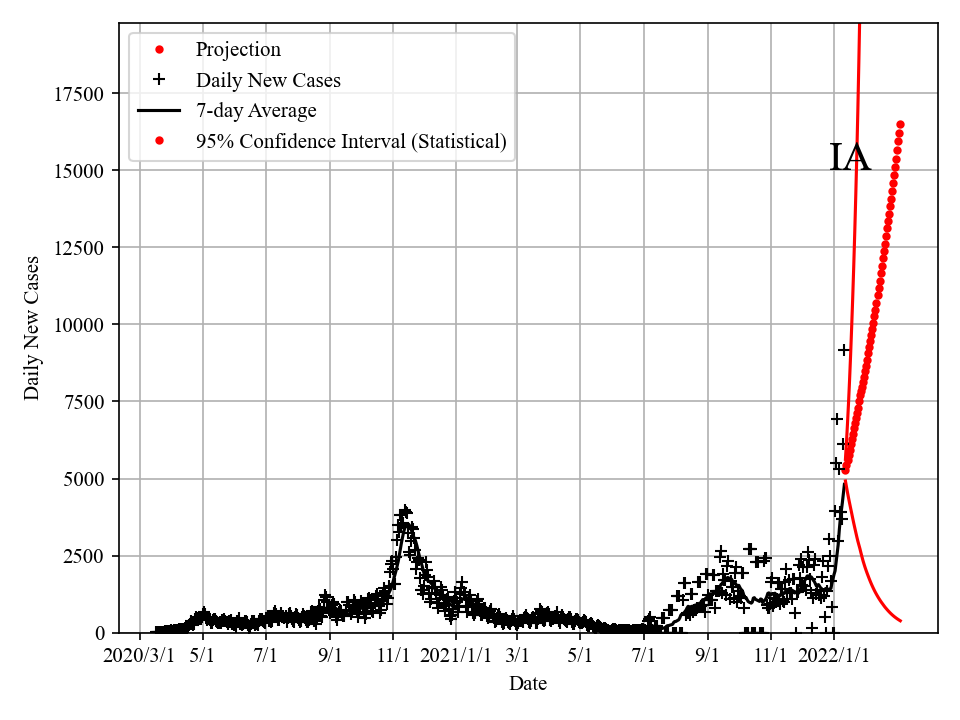 Projection
Daily New Cases
7-day Average
95% Confidence Interval (Statistical)
IA
Daily New Cases
17500
15000
12500
10000
7500
5000
2500
0
2020/3/1 5/1 7/1 9/1 11/1 2021/1/1 3/1 5/1 7/1 9/1 11/1 2022/1/1
Date